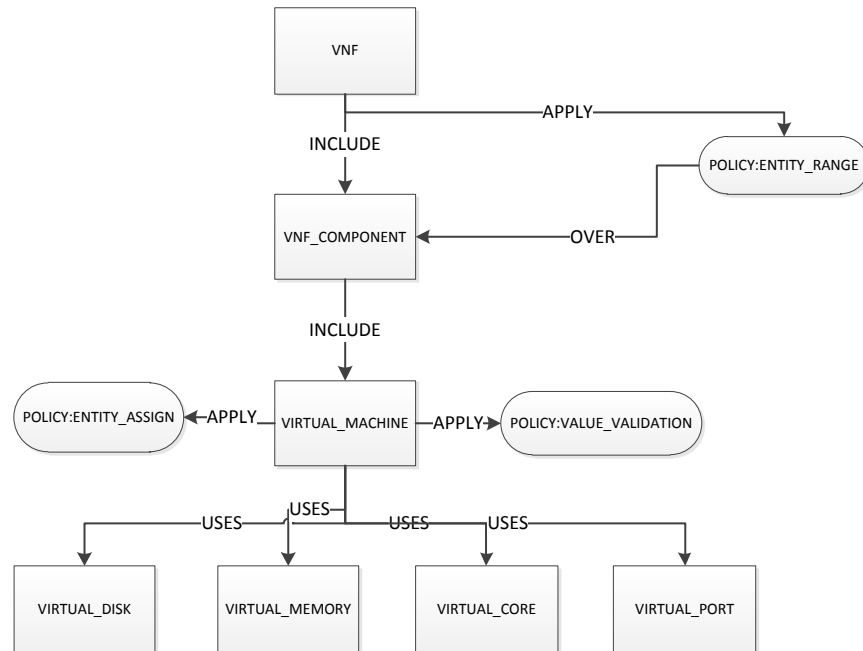 VNF
APPLY
INCLUDE
POLICY:ENTITY_RANGE
VNF_COMPONENT
OVER
INCLUDE
POLICY:ENTITY_ASSIGN
APPLY
VIRTUAL_MACHINE
APPLY
POLICY:VALUE_VALIDATION
USES
USES
USES
USES
VIRTUAL_DISK
VIRTUAL_MEMORY
VIRTUAL_CORE
VIRTUAL_PORT